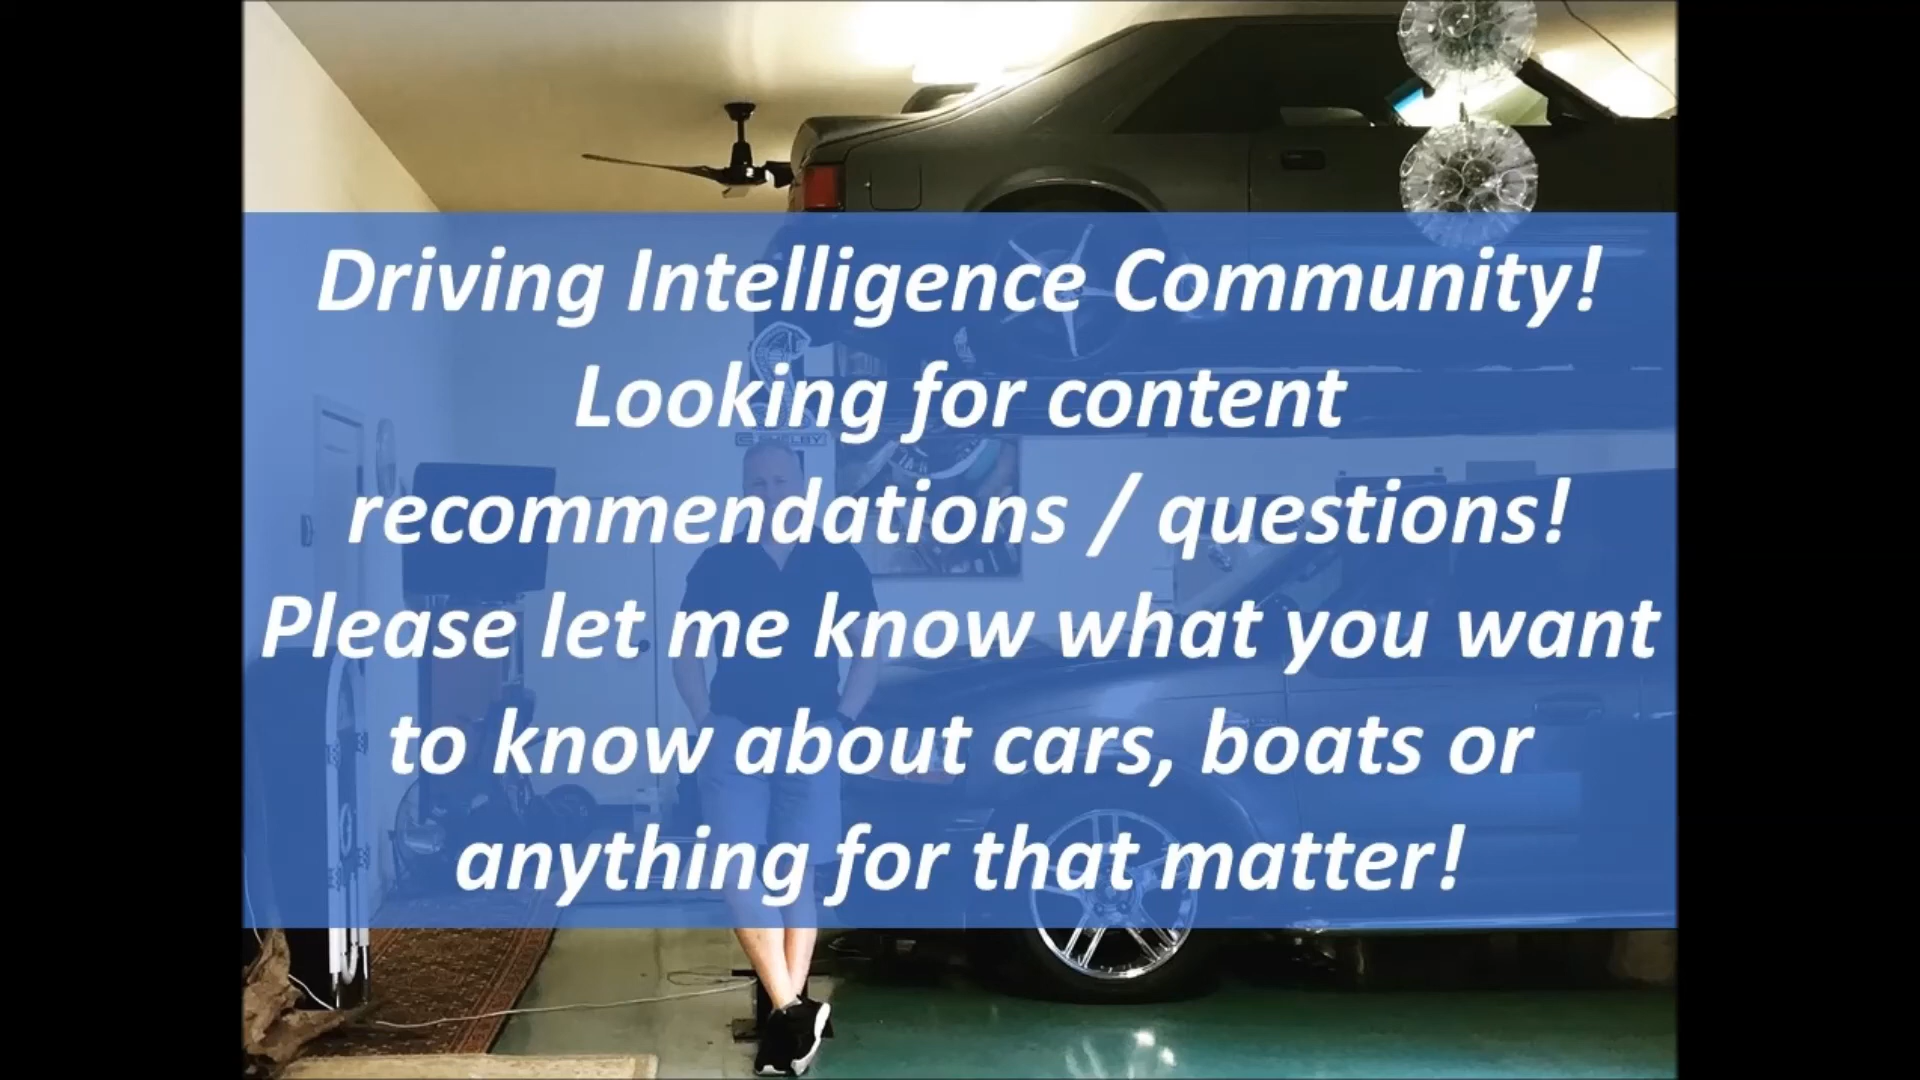 Driving Intelligence Community!
Looking for content
SHELBY
recommendations / questions!
Please let me know what you want
to know about cars, boats or
anything for that matter!